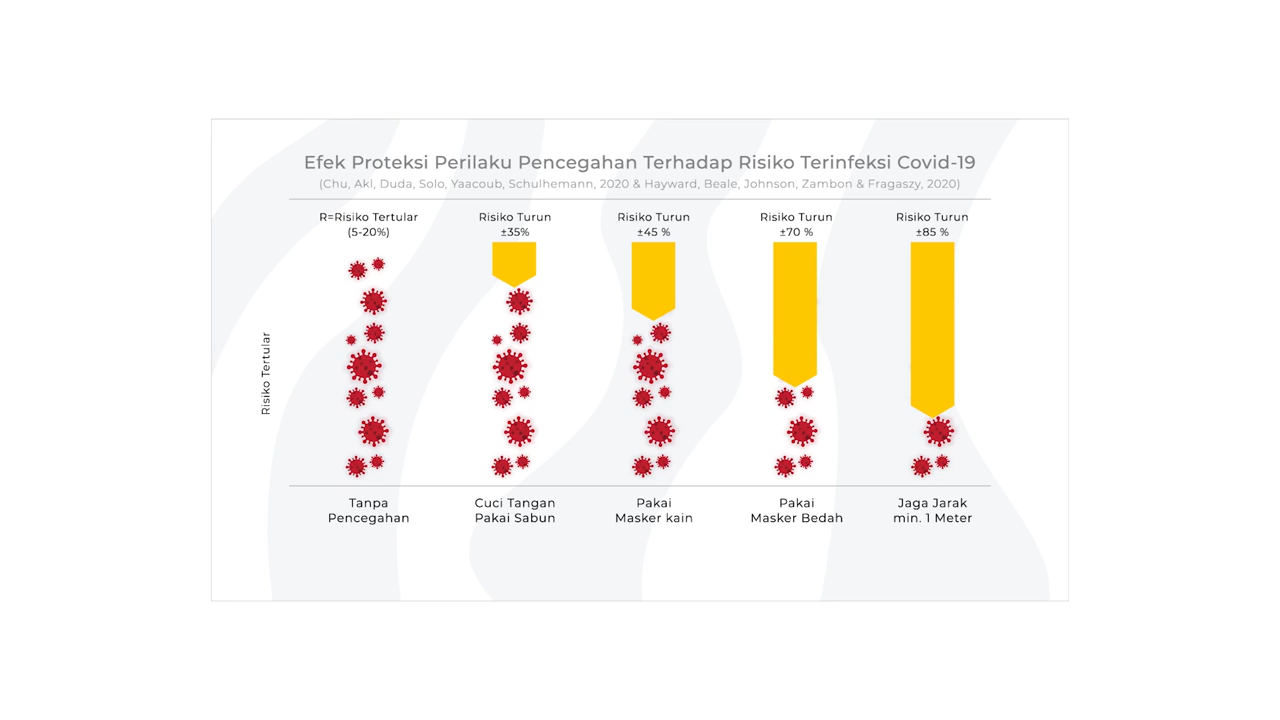 Efek Proteksi Perilaku Pencegahan Terhadap Risiko Terinfeksi Covid-19
(Chu, Akl, Duda, Solo, Yaacoub, Schulhemann, 2020 & Hayward, Beale, Johnson, Zambon & Fragaszy, 2020)
R=Risiko Tertular
(5-20%)
Risiko Turun
±35%
Risiko Turun
±45 %
Risiko Turun
±70 %
Risiko Turun
±85 %
Risiko Tertular
Tanpa
Pencegahan
Cuci Tangan
Pakai Sabun
Pakai
Masker kain
Pakai
Masker Bedah
Jaga Jarak
min. 1 Meter